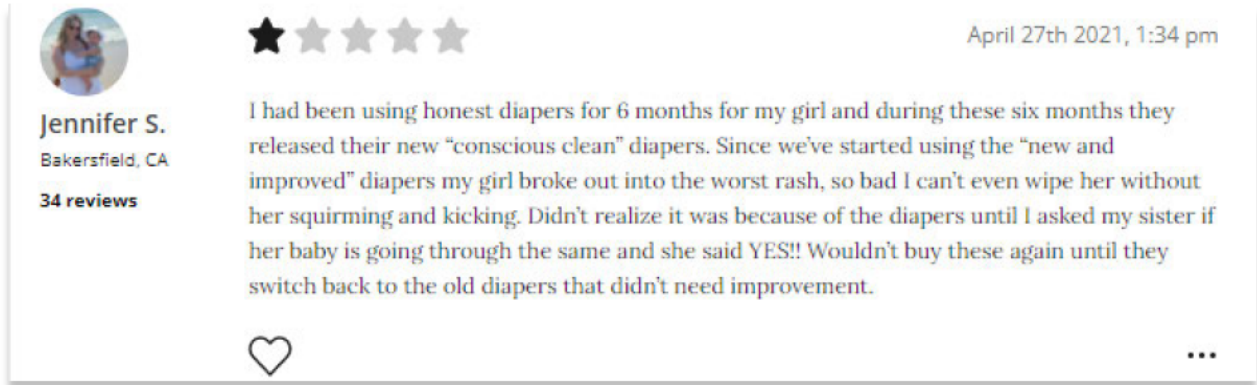 April 27th 2021, 1:34 pm
Jennifer S.
Bakersfield, CA
34 reviews
I had been using honest diapers for 6 months for my girl and during these six months they
released their new “conscious clean” diapers. Since we’ve started using the “new and
improved” diapers my girl broke out into the worst rash, so bad I can’t even wipe her without
her squirming and kicking. Didn’t realize it was because of the diapers until I asked my sister if
her baby is going through the same and she said YES!! Wouldn’t buy these again until they
switch back to the old diapers that didn’t need improvement.